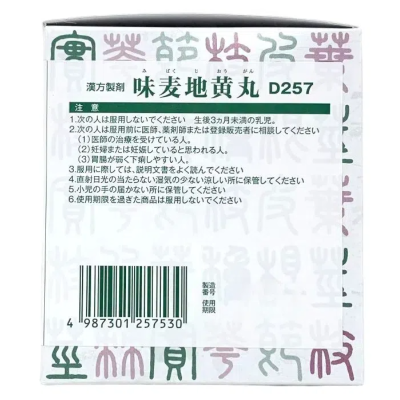 み ばく じ おう がん
漢方製剤 味麦地黄丸 D257
注意
1.次の人は服用しないでください 生後3ヵ月未満の乳児。
2.次の人は服用前に医師、薬剤師または登録販売者に相談してください
(1)医師の治療を受けている人。
(2)妊婦または妊娠していると思われる人。
(3)胃腸が弱く下痢しやすい人。
3.服用に際しては、説明文書をよく読んでください
4.直射日光の当たらない湿気の少ない涼しい所に保管してください
5.小児の手の届かない所に保管してください
6.使用期限を過ぎた商品は服用しないでください
製造
番号
使用
期限
4 987301 257530